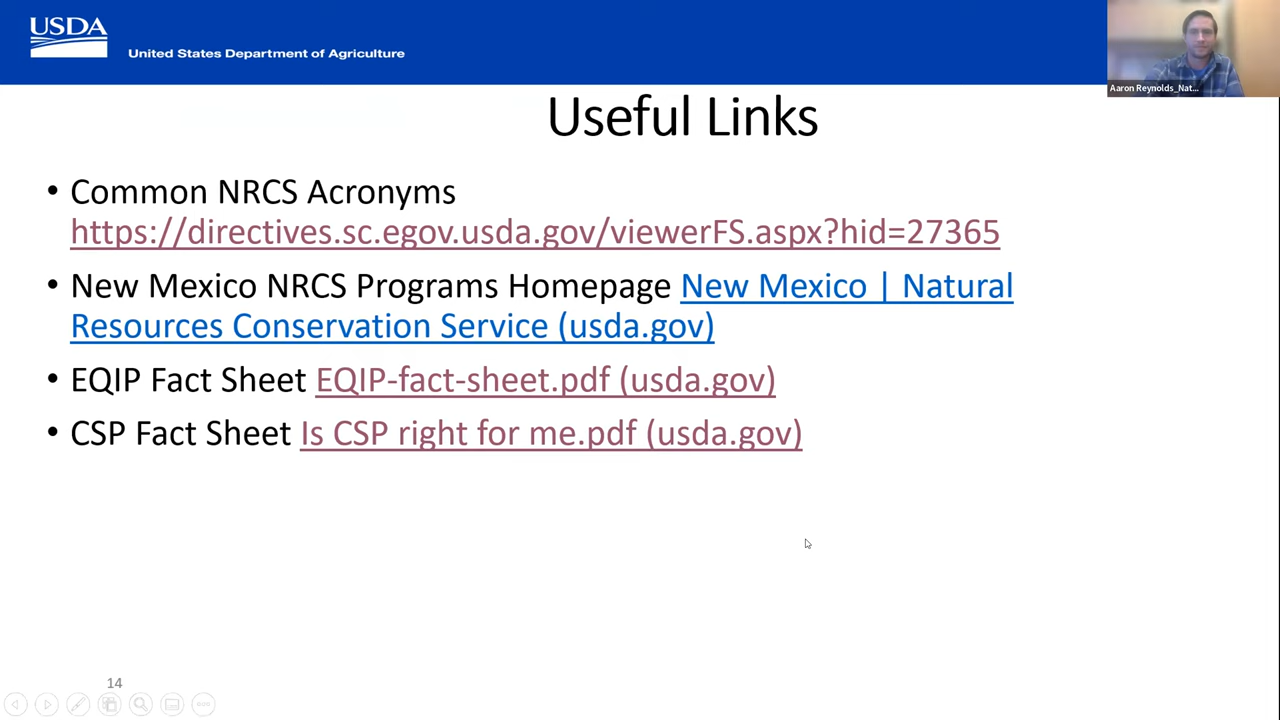 USDA
United States Department of Agriculture
Aaron Reynolds_Nat...
Useful Links
• Common NRCS Acronyms
https://directives.sc.egov.usda.gov/viewerFS.aspx?hid=27365
• New Mexico NRCS Programs Homepage New Mexico | Natural
Resources Conservation Service (usda.gov)
• EQIP Fact Sheet EQIP-fact-sheet.pdf (usda.gov)
• CSP Fact Sheet Is CSP right for me.pdf (usda.gov)
14